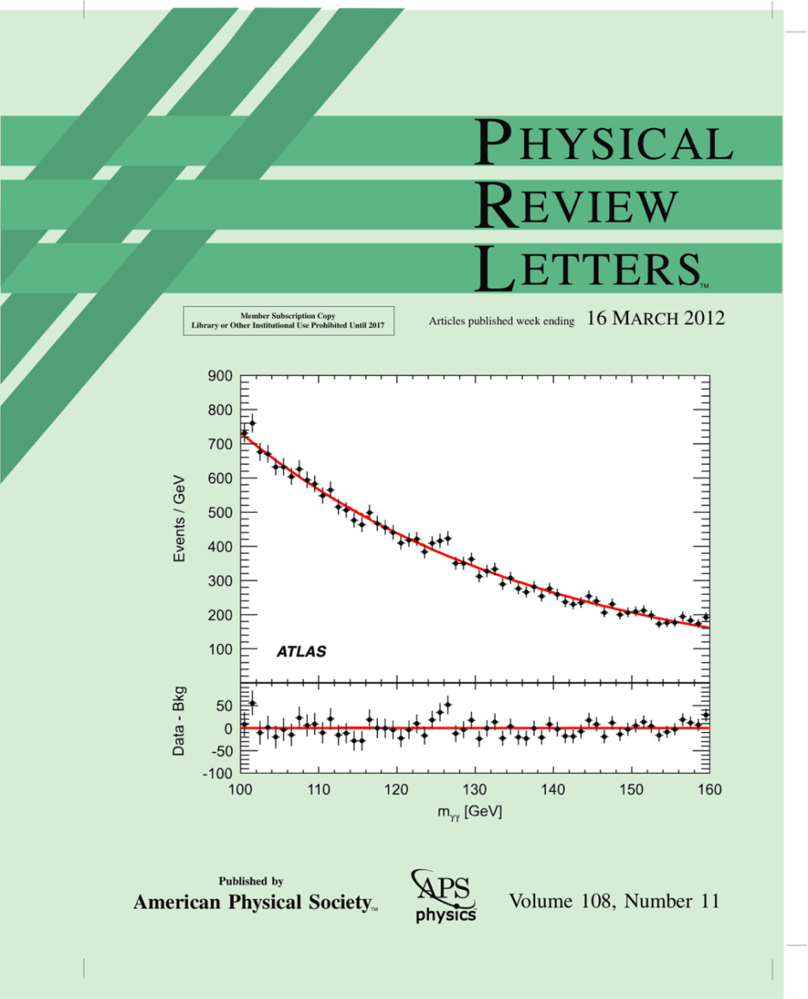 PHYSICAL
REVIEW
LETTERS™
Member Subscription Copy
Library or Other Institutional Use Prohibited Until 2017
Articles published week ending 16 MARCH 2012
900
800
700
600
500
400
300
200
100
Events / GeV
ATLAS
50
0
-50
-100
Data - Bkg
100 110 120 130 140 150 160
mγγ [GeV]
Published by
American Physical Society™
APS
physics
Volume 108, Number 11